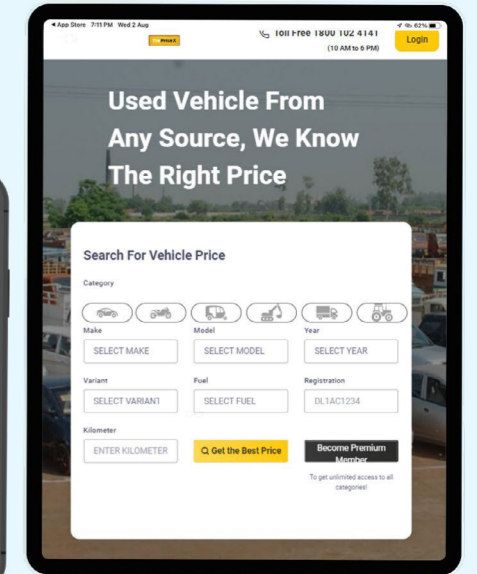 App Store 7:11 PM Wed 2 Aug
62%
Toll Free 1800 102 4141
(10 AM to 6 PM)
Login
Used Vehicle From
Any Source, We Know
The Right Price
Search For Vehicle Price
Category
Make Model Year
SELECT MAKE SELECT MODEL SELECT YEAR
Variant Fuel Registration
SELECT VARIANT SELECT FUEL DL1AC1234
Kilometer
ENTER KILOMETER Get the Best Price Become Premium
Member
To get unlimited access to all
categories!